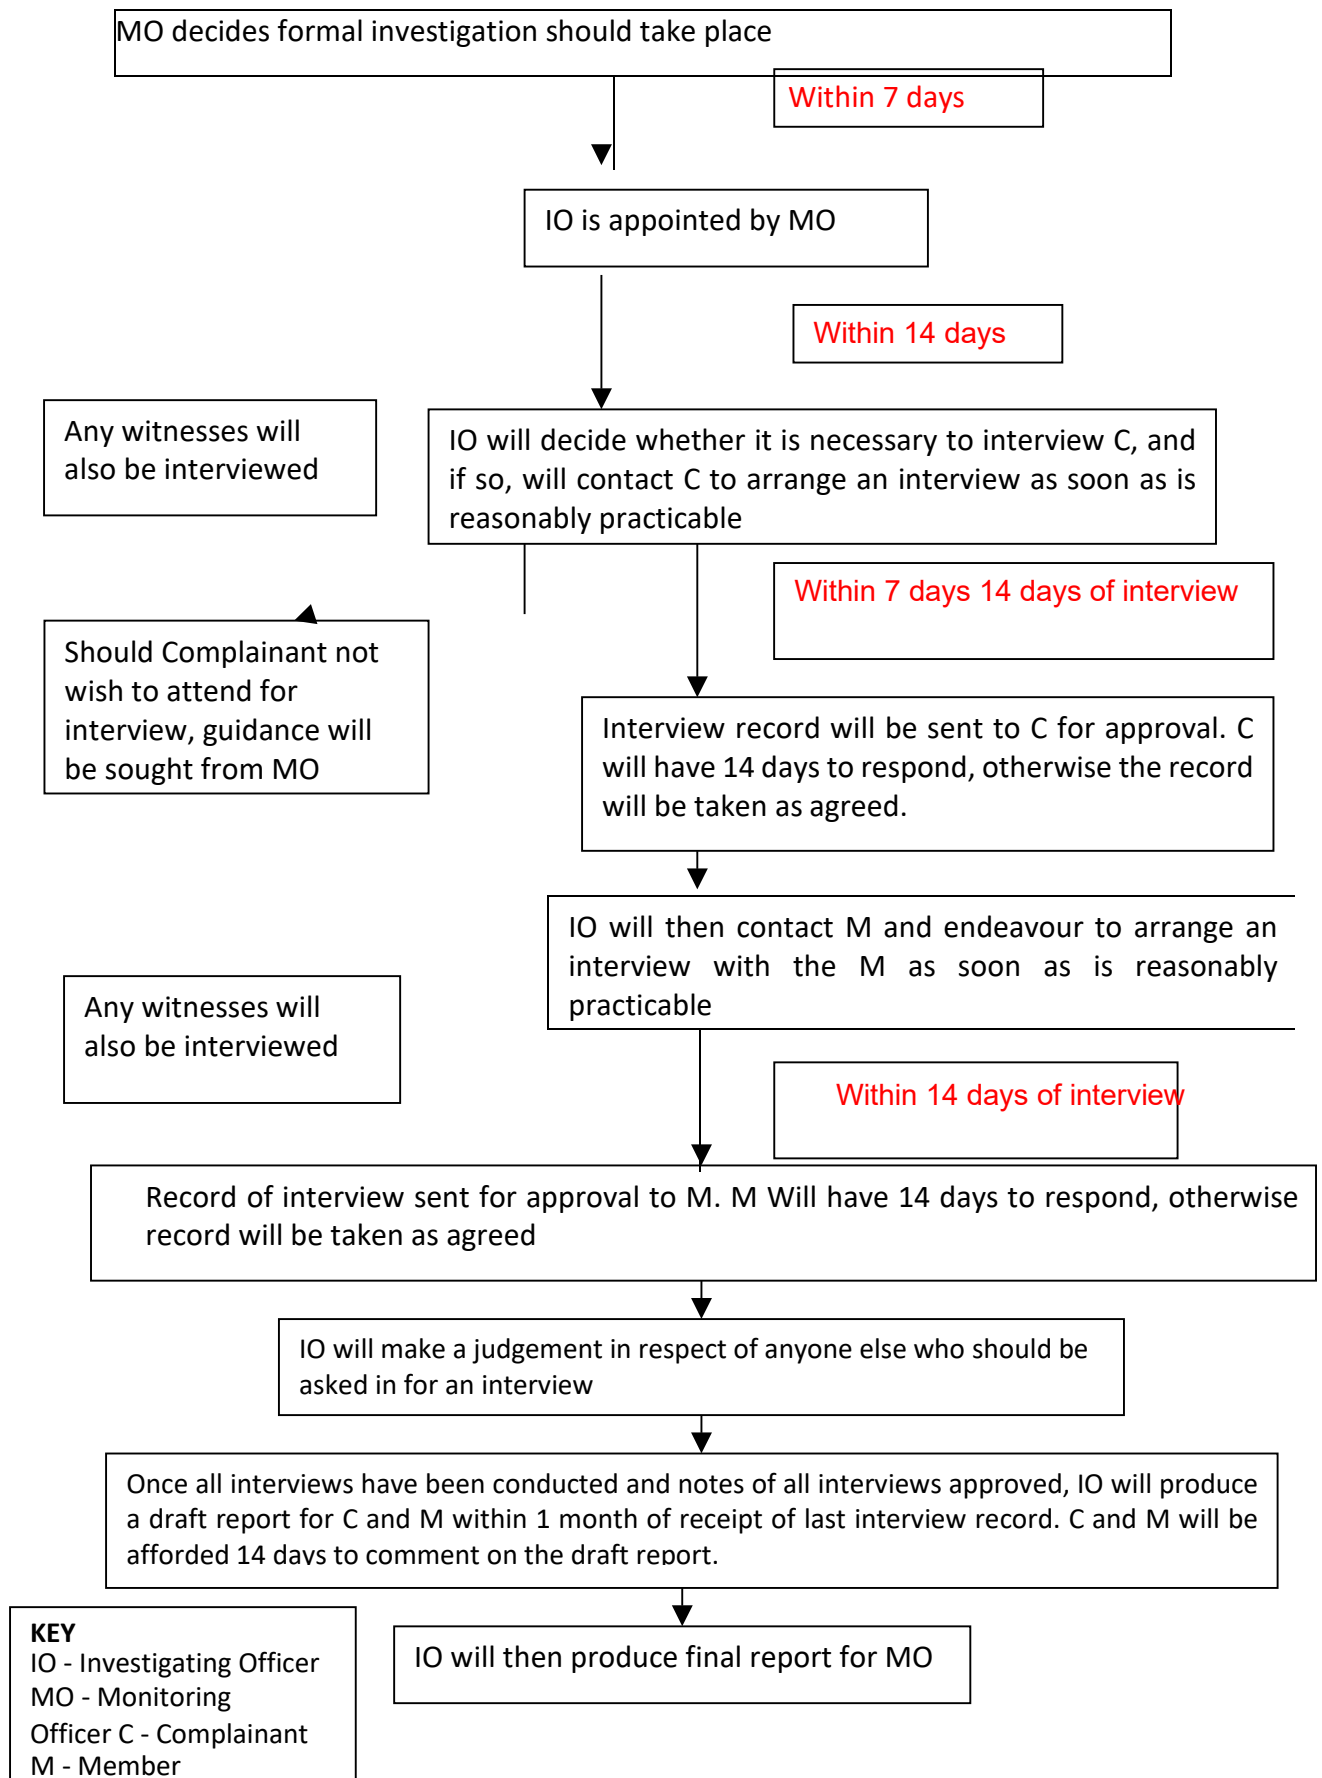 MO decides formal investigation should take place
Within 7 days
IO is appointed by MO
Within 14 days
Any witnesses will
also be interviewed
IO will decide whether it is necessary to interview C, and
if so, will contact C to arrange an interview as soon as is
reasonably practicable
Within 7 days 14 days of interview
Should Complainant not
wish to attend for
interview, guidance will
be sought from MO
Interview record will be sent to C for approval. C
will have 14 days to respond, otherwise the record
will be taken as agreed.
IO will then contact M and endeavour to arrange an
interview with the M as soon as is reasonably
practicable
Any witnesses will
also be interviewed
Within 14 days of interview
Record of interview sent for approval to M. M Will have 14 days to respond, otherwise
record will be taken as agreed
IO will make a judgement in respect of anyone else who should be
asked in for an interview
Once all interviews have been conducted and notes of all interviews approved, IO will produce
a draft report for C and M within 1 month of receipt of last interview record. C and M will be
afforded 14 days to comment on the draft report.
IO will then produce final report for MO
KEY
IO - Investigating Officer
MO - Monitoring
Officer C - Complainant
M - Member